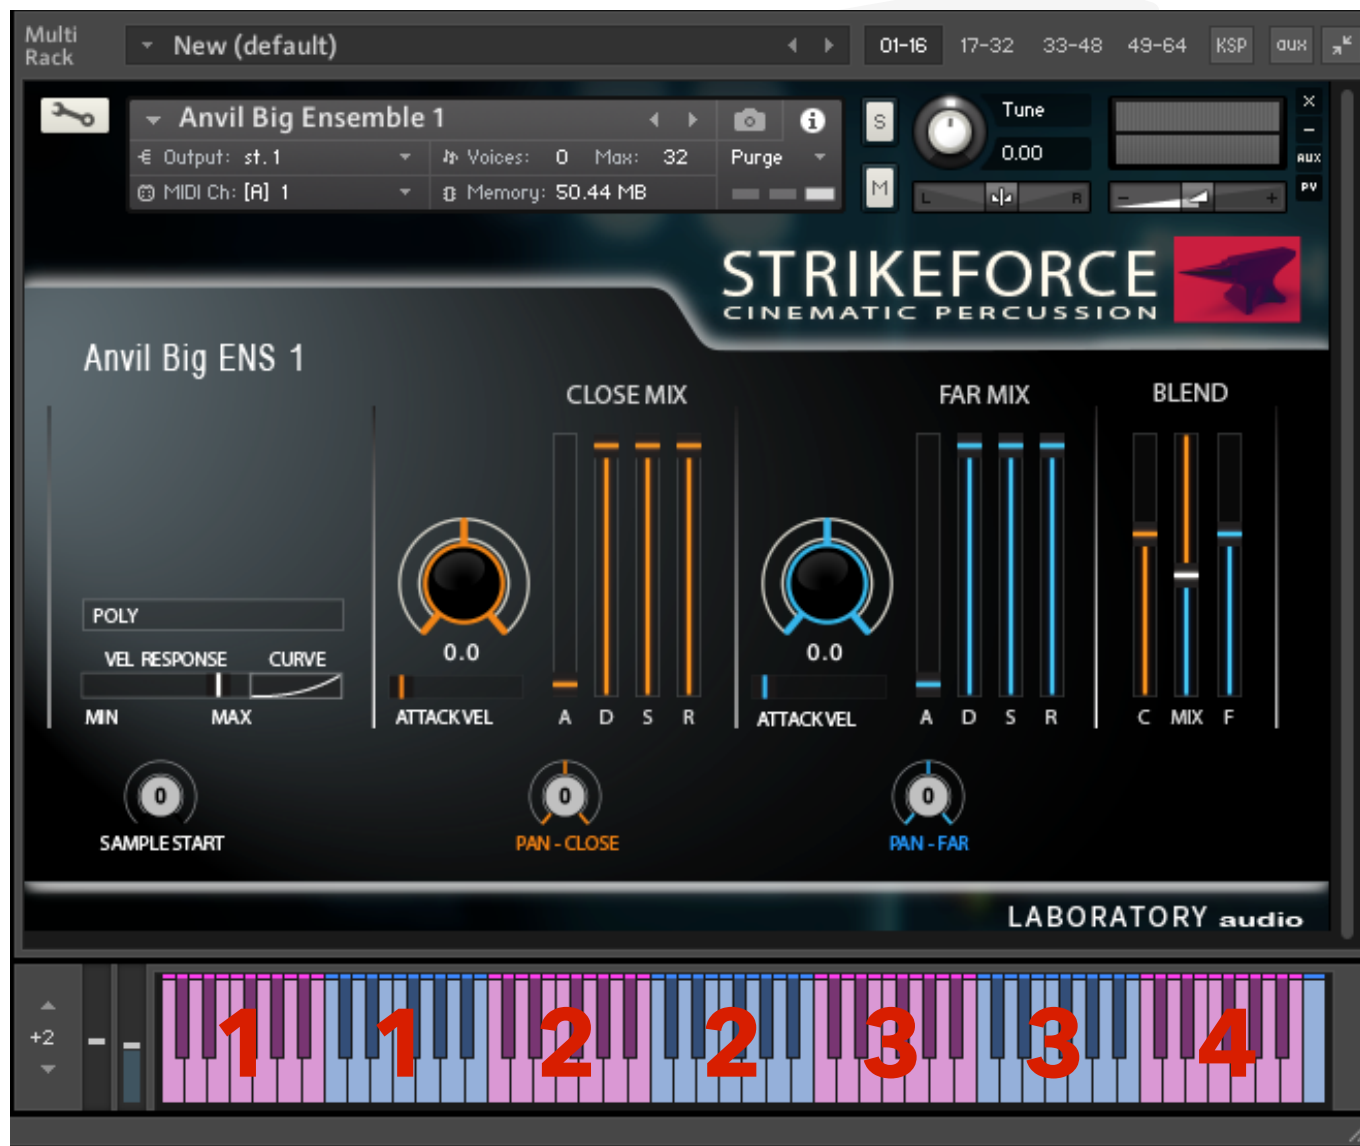 Multi
Rack
New (default)
01-16 17-32 33-48 49-64 KSP aux
Anvil Big Ensemble 1
Output: st.1
Voices: 0 Max: 32
Purge
MIDI Ch: [A] 1
Memory: 50.44 MB
S
M
Tune
0.00
L R
- +
X
-
AUX
PV
STRIKEFORCE
CINEMATIC PERCUSSION
Anvil Big ENS 1
CLOSE MIX
FAR MIX
BLEND
POLY
VEL RESPONSE CURVE
MIN MAX
0.0
ATTACK VEL
A D S R
0.0
ATTACK VEL
A D S R
C MIX F
0
SAMPLE START
0
PAN - CLOSE
0
PAN - FAR
LABORATORY audio
+2
1 1 2 2 3 3 4